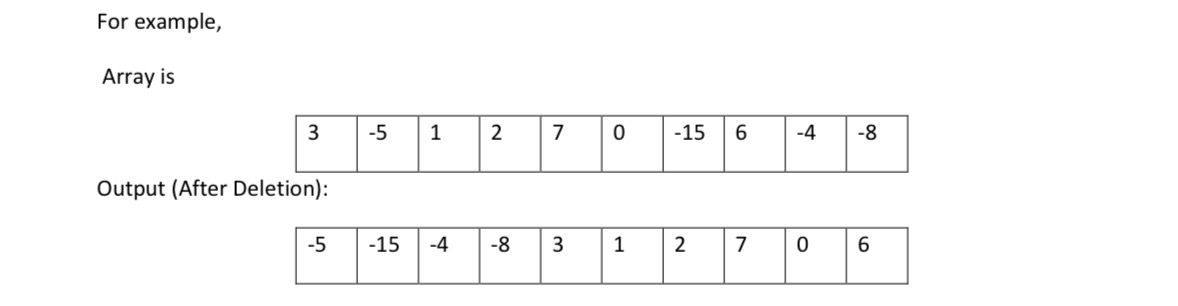 For example,
Array is
3 -5 1 2 7 0 -15 6 -4 -8
Output (After Deletion):
-5 -15 -4 -8 3 1 2 7 0 6